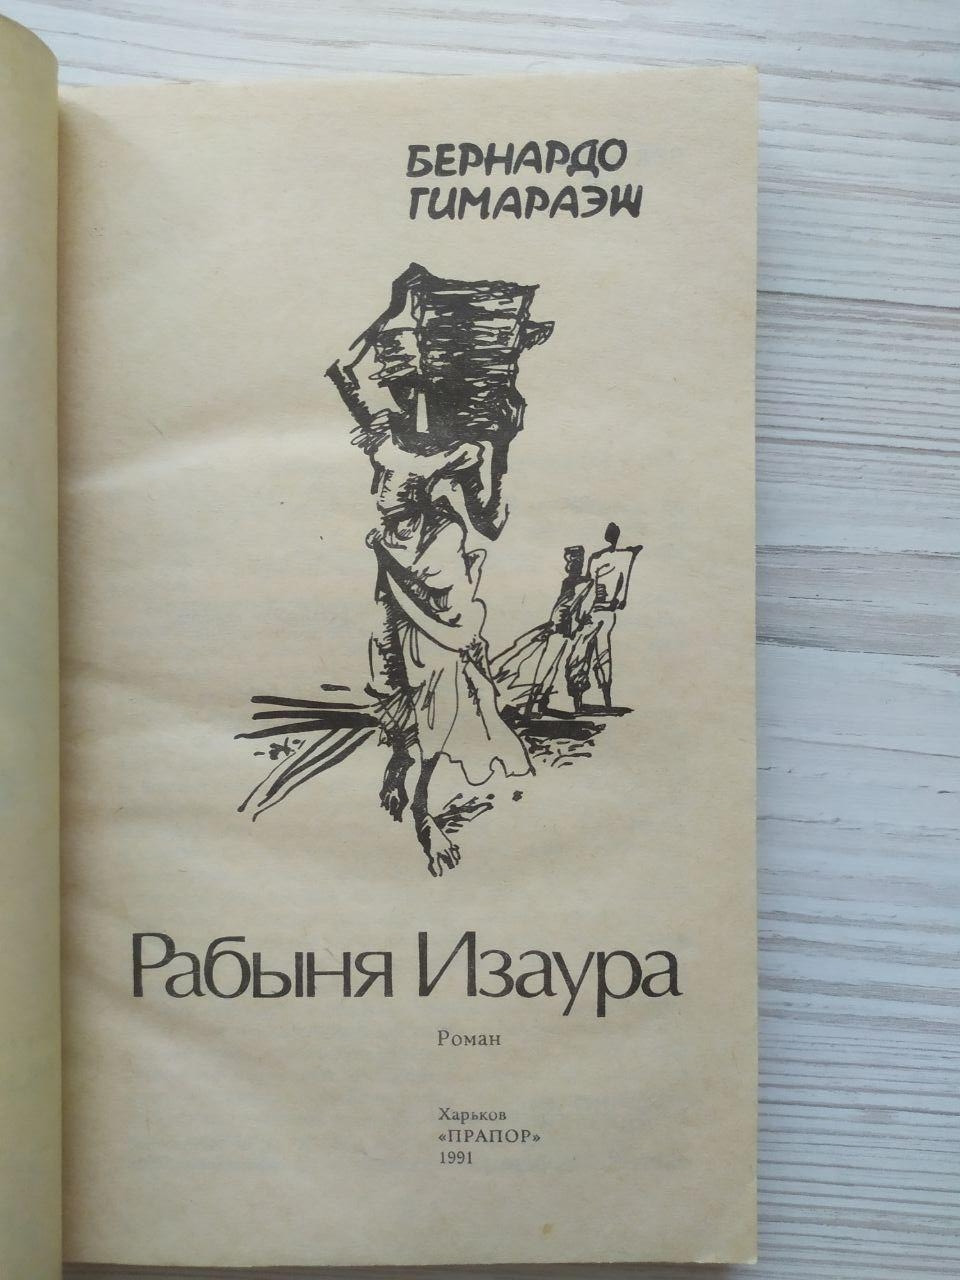 БЕРНАРДО
ГИМАРАЭШ
Рабыня Изаура
Роман
Харьков
«ПРАПОР»
1991